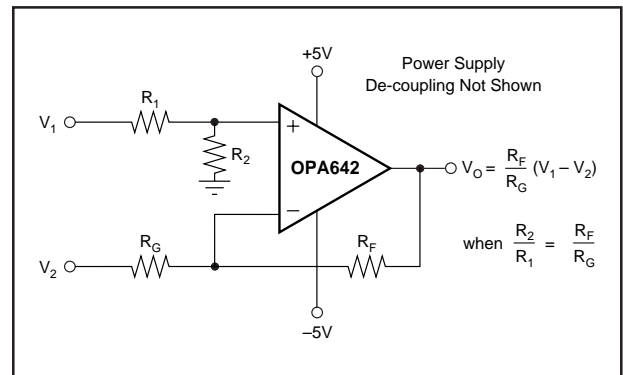 +5V
Power Supply
De-coupling Not Shown
R1
V1
+
R2
OPA642
VO = RF/RG (V1 – V2)
–
RG
RF
when R2/R1 = RF/RG
V2
–5V